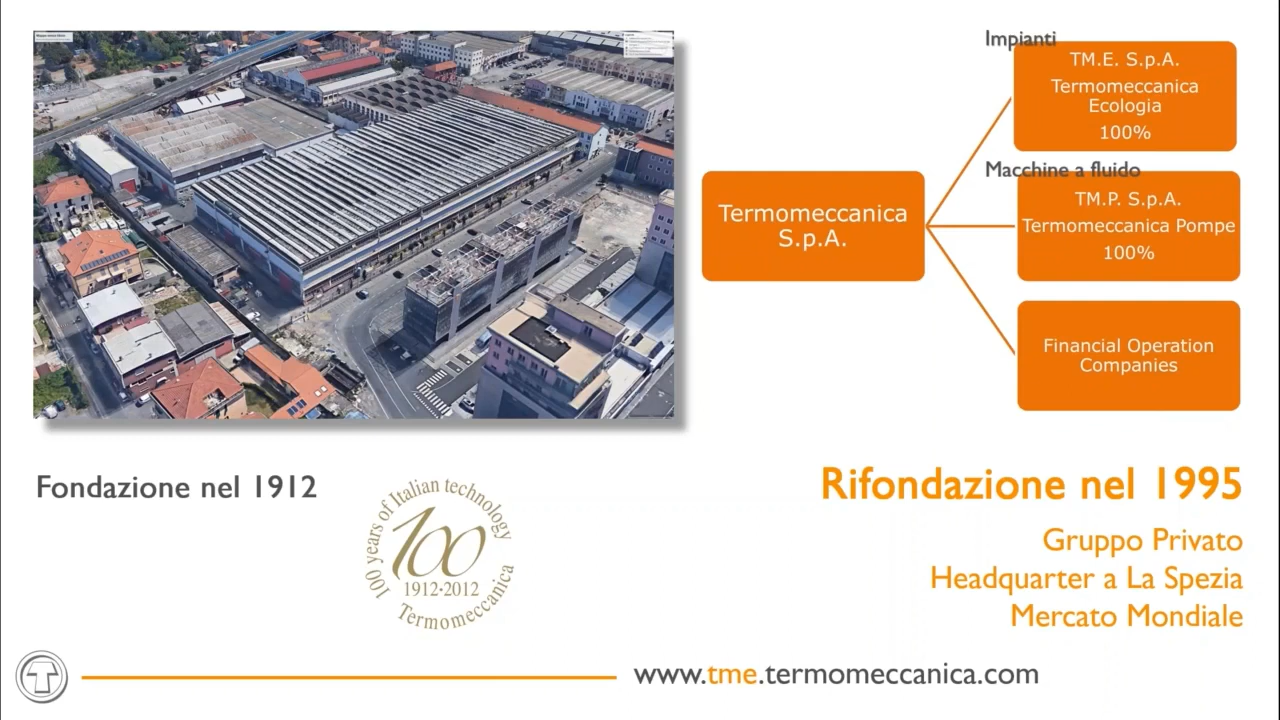 Impianti
TM.E. S.p.A.
Termomeccanica
Ecologia
100%
Macchine a fluido
TM.P. S.p.A.
Termomeccanica Pompe
100%
Termomeccanica
S.p.A.
Financial Operation
Companies
Fondazione nel 1912
100 years of Italian technology
100
1912·2012
Termomeccanica
Rifondazione nel 1995
Gruppo Privato
Headquarter a La Spezia
Mercato Mondiale
www.tme.termomeccanica.com